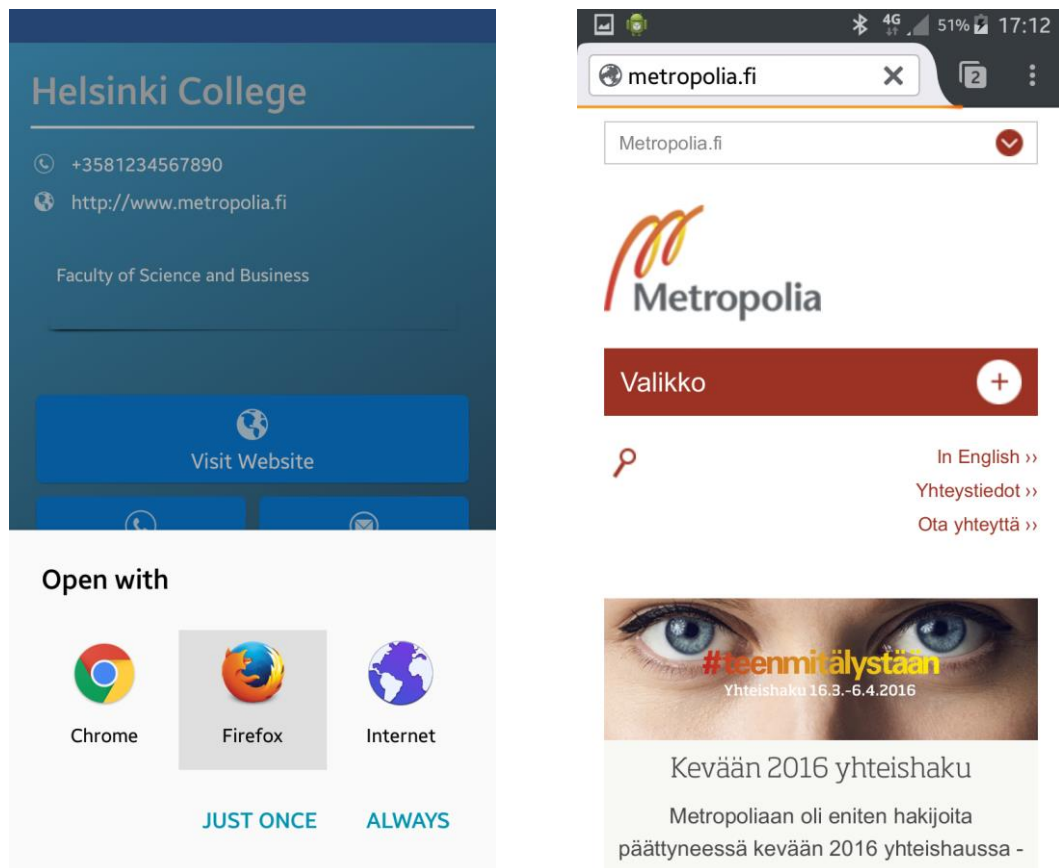 Helsinki College
+3581234567890
http://www.metropolia.fi
Faculty of Science and Business
Visit Website
Open with
Chrome
Firefox
Internet
JUST ONCE
ALWAYS
4G 51% 17:12
metropolia.fi
2
Metropolia.fi
Metropolia
Valikko
In English ››
Yhteystiedot ››
Ota yhteyttä ››
#teenmitälystään
Yhteishaku 16.3.-6.4.2016
Kevään 2016 yhteishaku
Metropoliaan oli eniten hakijoita
päättyneessä kevään 2016 yhteishaussa -